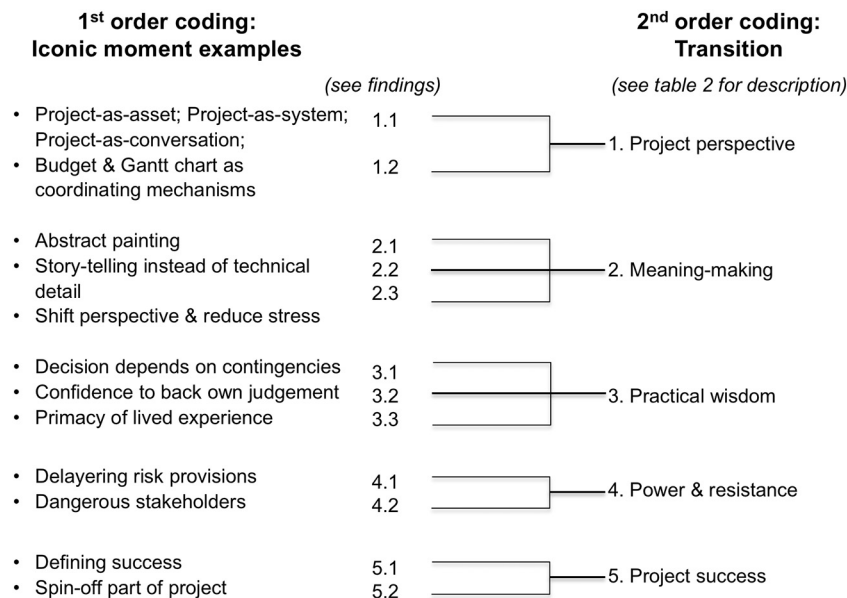 1st order coding:
Iconic moment examples
2nd order coding:
Transition
(see findings)
(see table 2 for description)
• Project-as-asset; Project-as-system;
Project-as-conversation;
1.1
• Budget & Gantt chart as
coordinating mechanisms
1.2
1. Project perspective
• Abstract painting
2.1
• Story-telling instead of technical
detail
2.2
• Shift perspective & reduce stress
2.3
2. Meaning-making
• Decision depends on contingencies
3.1
• Confidence to back own judgement
3.2
• Primacy of lived experience
3.3
3. Practical wisdom
• Delayering risk provisions
4.1
• Dangerous stakeholders
4.2
4. Power & resistance
• Defining success
5.1
• Spin-off part of project
5.2
5. Project success